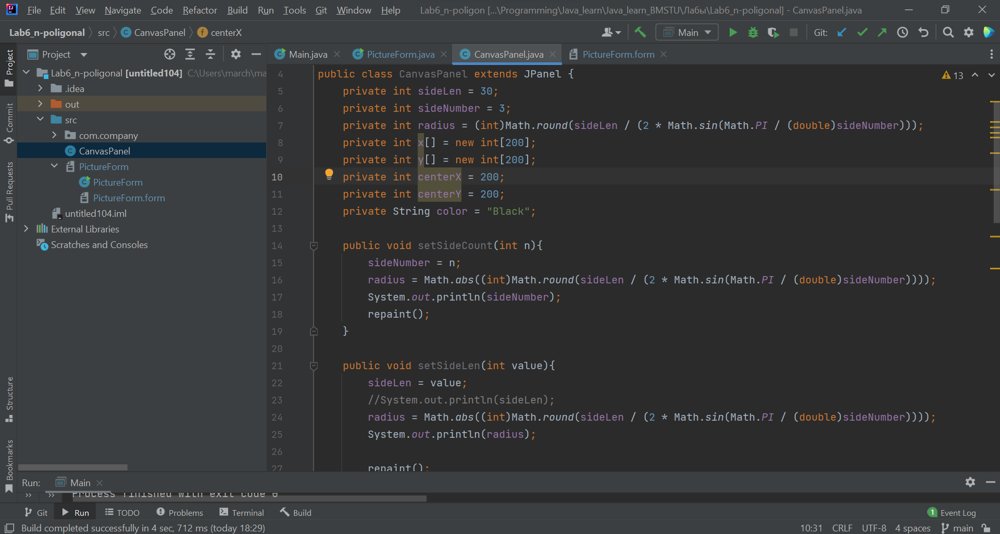 File Edit View Navigate Code Refactor Build Run Tools Git Window Help Lab6_n-poligon [...\Programming\Java_learn\Java_learn_BMSTU\Лабы\Lab6_n-poligonal] - CanvasPanel.java
Lab6_n-poligonal src CanvasPanel centerX Main Git:
Project Main.java PictureForm.java CanvasPanel.java PictureForm.form
Project
Commit
Pull Requests
Structure
Bookmarks
Lab6_n-poligonal [untitled104] C:\Users\march\ma
.idea
out
src
com.company
CanvasPanel
PictureForm
PictureForm
PictureForm.form
untitled104.iml
External Libraries
Scratches and Consoles
13
4 public class CanvasPanel extends JPanel {
5 private int sideLen = 30;
6 private int sideNumber = 3;
7 private int radius = (int)Math.round(sideLen / (2 * Math.sin(Math.PI / (double)sideNumber)));
8 private int x[] = new int[200];
9 private int y[] = new int[200];
10 private int centerX = 200;
11 private int centerY = 200;
12 private String color = "Black";
13
14 public void setSideCount(int n){
15 sideNumber = n;
16 radius = Math.abs((int)Math.round(sideLen / (2 * Math.sin(Math.PI / (double)sideNumber))));
17 System.out.println(sideNumber);
18 repaint();
19 }
20
21 public void setSideLen(int value){
22 sideLen = value;
23 //System.out.println(sideLen);
24 radius = Math.abs((int)Math.round(sideLen / (2 * Math.sin(Math.PI / (double)sideNumber))));
25 System.out.println(radius);
26
27 repaint();
Run: Main
Process finished with exit code 0
Git Run TODO Problems Terminal Build 1 Event Log
Build completed successfully in 4 sec, 712 ms (today 18:29) 10:31 CRLF UTF-8 4 spaces main